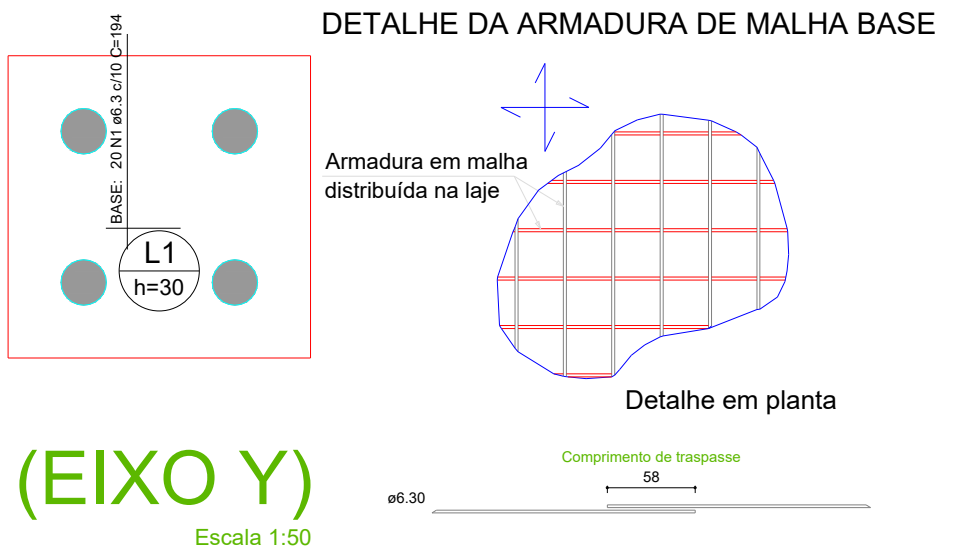 DETALHE DA ARMADURA DE MALHA BASE
BASE: 20 N1 ø6.3 c/10 C=194
L1
h=30
Armadura em malha
distribuída na laje
Detalhe em planta
(EIXO Y)
Escala 1:50
Comprimento de traspasse
58
ø6.30